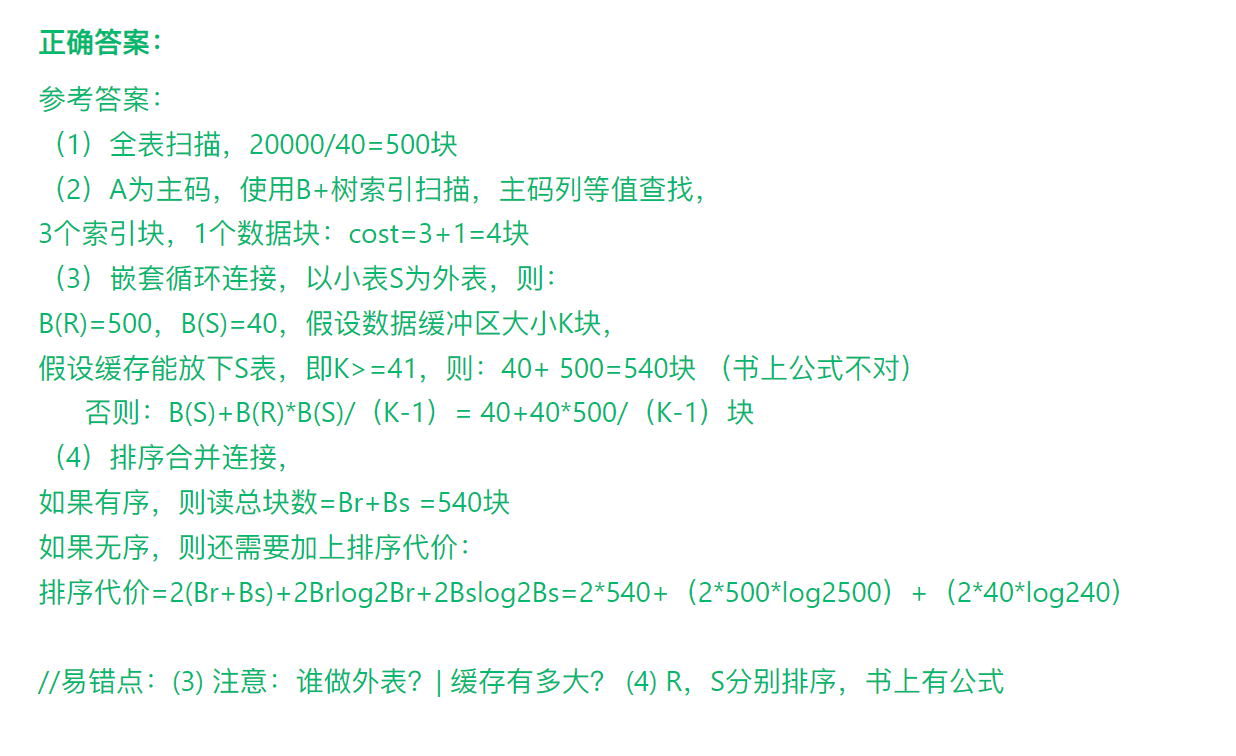 正确答案：
参考答案：
（1）全表扫描，20000/40=500块
（2）A为主码，使用B+树索引扫描，主码列等值查找，
3个索引块，1个数据块：cost=3+1=4块
（3）嵌套循环连接，以小表S为外表，则：
B(R)=500，B(S)=40，假设数据缓冲区大小K块，
假设缓存能放下S表，即K>=41，则：40+ 500=540块 （书上公式不对）
否则：B(S)+B(R)*B(S)/（K-1）= 40+40*500/（K-1）块
（4）排序合并连接，
如果有序，则读总块数=Br+Bs =540块
如果无序，则还需要加上排序代价：
排序代价=2(Br+Bs)+2Brlog2Br+2Bslog2Bs=2*540+（2*500*log2500）+（2*40*log240）
//易错点：(3) 注意：谁做外表？| 缓存有多大？ (4) R，S分别排序，书上有公式